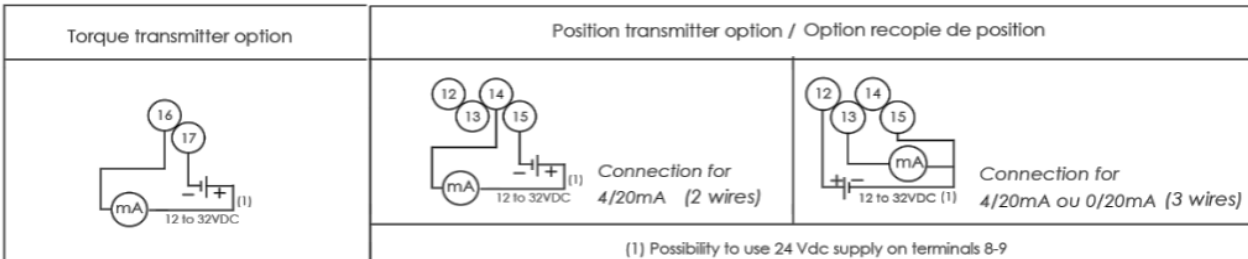 Torque transmitter option
Position transmitter option / Option recopie de position
16
17
mA
− +
(1)
12 to 32VDC
12
14
13
15
mA
− +
(1)
12 to 32VDC
Connection for
4/20mA (2 wires)
12
14
13
15
mA
+ −
12 to 32VDC (1)
Connection for
4/20mA ou 0/20mA (3 wires)
(1) Possibility to use 24 Vdc supply on terminals 8-9